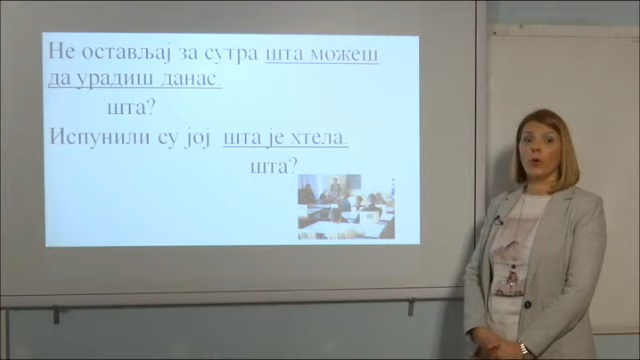 Не остављај за сутра шта можеш
да урадиш данас.
шта?
Испунили су јој шта је хтела.
шта?